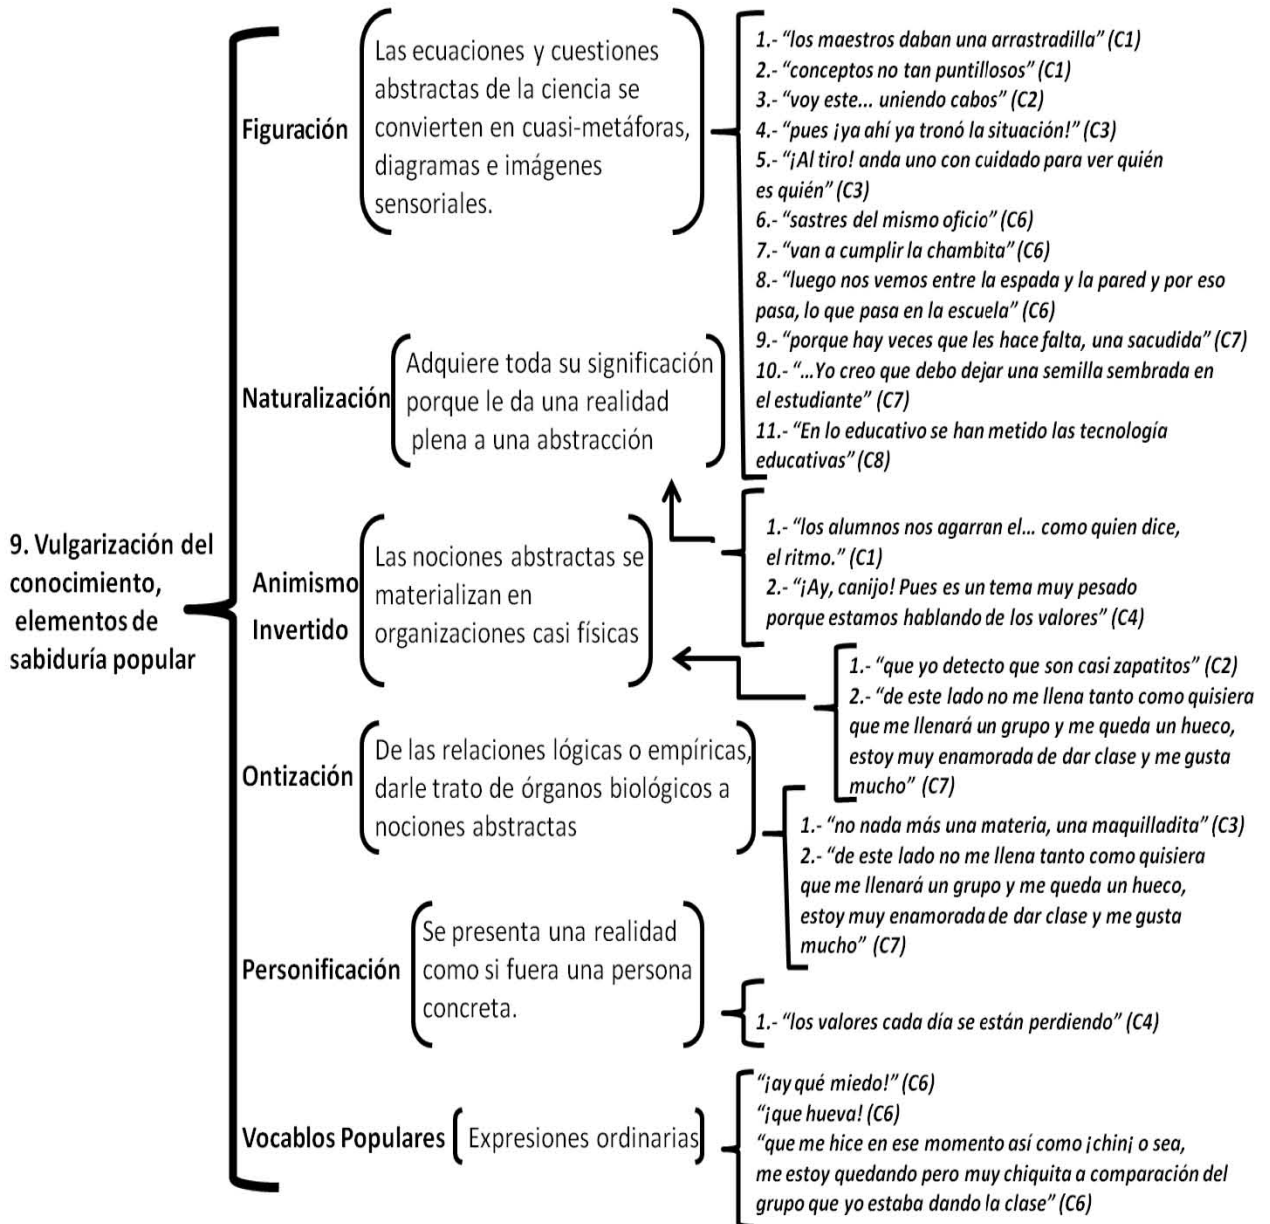 9. Vulgarización del
conocimiento,
elementos de
sabiduría popular
Figuración
Las ecuaciones y cuestiones
abstractas de la ciencia se
convierten en cuasi-metáforas,
diagramas e imágenes
sensoriales.
1.- “los maestros daban una arrastradilla” (C1)
2.- “conceptos no tan puntillosos” (C1)
3.- “voy este... uniendo cabos” (C2)
4.- “pues ¡ya ahí ya tronó la situación!” (C3)
5.- “¡Al tiro! anda uno con cuidado para ver quién
es quién” (C3)
6.- “sastres del mismo oficio” (C6)
7.- “van a cumplir la chambita” (C6)
8.- “luego nos vemos entre la espada y la pared y por eso
pasa, lo que pasa en la escuela” (C6)
9.- “porque hay veces que les hace falta, una sacudida” (C7)
10.- “...Yo creo que debo dejar una semilla sembrada en
el estudiante” (C7)
11.- “En lo educativo se han metido las tecnología
educativas” (C8)
Naturalización
Adquiere toda su significación
porque le da una realidad
plena a una abstracción
1.- “los alumnos nos agarran el... como quien dice,
el ritmo.” (C1)
2.- “¡Ay, canijo! Pues es un tema muy pesado
porque estamos hablando de los valores” (C4)
Animismo
Invertido
Las nociones abstractas se
materializan en
organizaciones casi físicas
1.- “que yo detecto que son casi zapatitos” (C2)
2.- “de este lado no me llena tanto como quisiera
que me llenará un grupo y me queda un hueco,
estoy muy enamorada de dar clase y me gusta
mucho” (C7)
Ontización
De las relaciones lógicas o empíricas,
darle trato de órganos biológicos a
nociones abstractas
1.- “no nada más una materia, una maquilladita” (C3)
2.- “de este lado no me llena tanto como quisiera
que me llenará un grupo y me queda un hueco,
estoy muy enamorada de dar clase y me gusta
mucho” (C7)
Personificación
Se presenta una realidad
como si fuera una persona
concreta.
1.- “los valores cada día se están perdiendo” (C4)
Vocablos Populares
Expresiones ordinarias
“¡ay qué miedo!” (C6)
“¡que hueva! (C6)
“que me hice en ese momento así como ¡chin¡ o sea,
me estoy quedando pero muy chiquita a comparación del
grupo que yo estaba dando la clase” (C6)